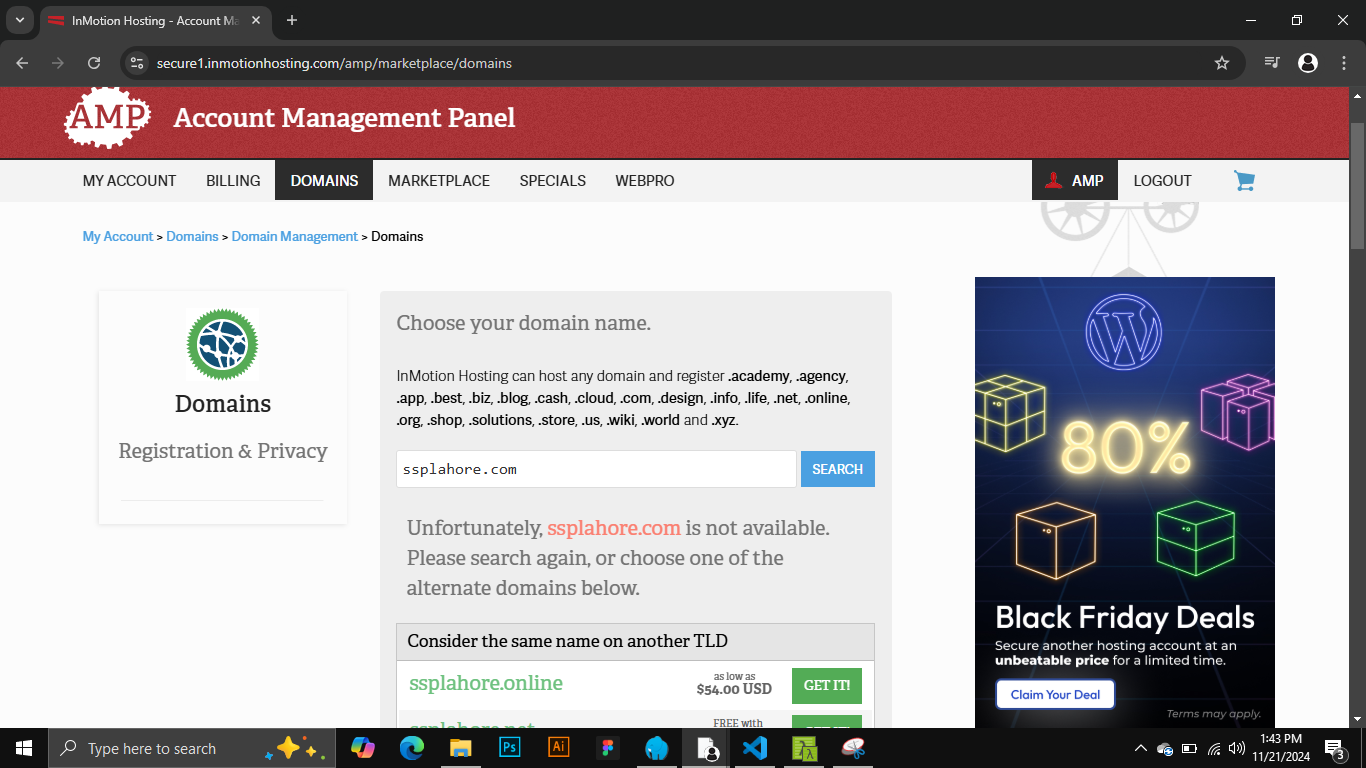 InMotion Hosting - Account Ma
secure1.inmotionhosting.com/amp/marketplace/domains
AMP
Account Management Panel
MY ACCOUNT
BILLING
DOMAINS
MARKETPLACE
SPECIALS
WEBPRO
AMP
LOGOUT
My Account > Domains > Domain Management > Domains
Domains
Registration & Privacy
Choose your domain name.
InMotion Hosting can host any domain and register .academy, .agency,
.app, .best, .biz, .blog, .cash, .cloud, .com, .design, .info, .life, .net, .online,
.org, .shop, .solutions, .store, .us, .wiki, .world and .xyz.
ssplahore.com
SEARCH
Unfortunately, ssplahore.com is not available.
Please search again, or choose one of the
alternate domains below.
Consider the same name on another TLD
ssplahore.online
as low as
$54.00 USD
GET IT!
ssplahore.net
FREE with
80%
Black Friday Deals
Secure another hosting account at an
unbeatable price for a limited time.
Claim Your Deal
Terms may apply.
Type here to search
Ps
Ai
1:43 PM
11/21/2024
3